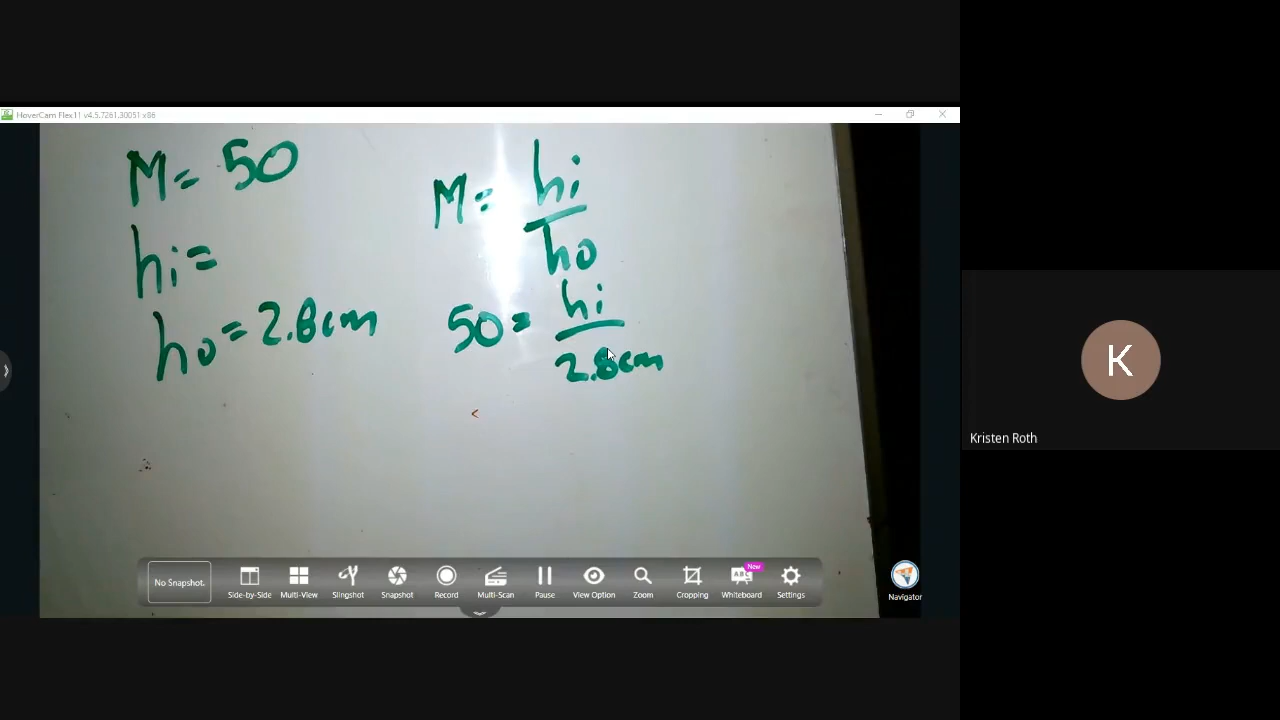 HoverCam Flex11 v4.5.7261.30051 x86
M = 50
hi =
ho = 2.8cm
M = hi
ho
50 = hi
2.8cm
K
Kristen Roth
No Snapshot.
Side-by-Side
Multi-View
Slingshot
Snapshot
Record
Multi-Scan
Pause
View Option
Zoom
Cropping
New
ABC
Whiteboard
Settings
Navigator